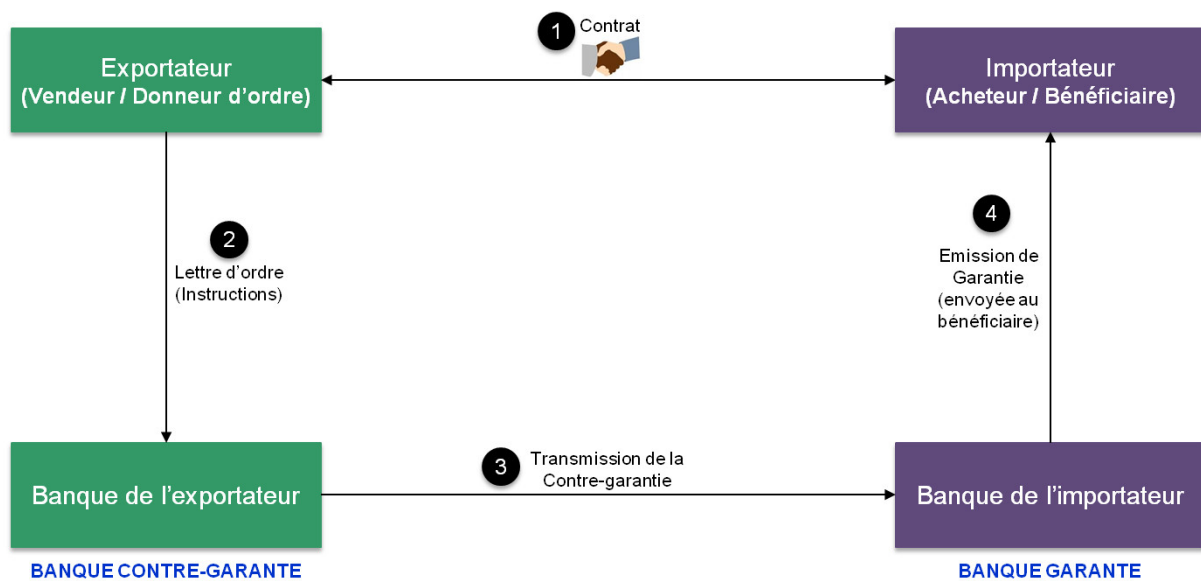 1
Contrat
Exportateur
(Vendeur / Donneur d'ordre)
Importateur
(Acheteur / Bénéficiaire)
2
Lettre d'ordre
(Instructions)
4
Emission de
Garantie
(envoyée au
bénéficiaire)
3
Transmission de la
Contre-garantie
Banque de l'exportateur
Banque de l'importateur
BANQUE CONTRE-GARANTE
BANQUE GARANTE